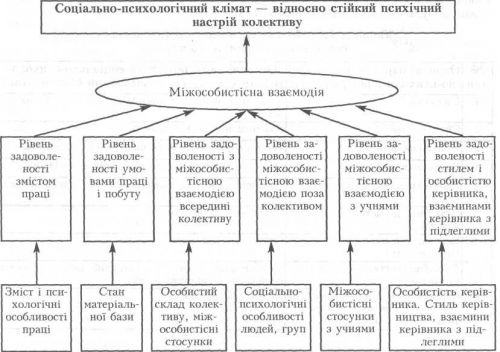 Соціально-психологічний клімат — відносно стійкий психічний
настрій колективу
Міжособистісна взаємодія
Рівень
задоволе-
ності
змістом
праці
Рівень
задоволе-
ності умо-
вами праці
і побуту
Рівень задо-
воленості з
міжособис-
тісною
взаємодією
всередині
колективу
Рівень за-
доволеності
міжособис-
тісною взає-
модією поза
колективом
Рівень за-
доволеності
міжособис-
тісною
взаємодією
з учнями
Рівень задо-
воленості
стилем і
особистістю
керівника,
взаєминами
керівника з
підлеглими
Зміст і пси-
хологічні
особливості
праці
Стан
матеріаль-
ної бази
Особистий
склад колек-
тиву, між-
особистісні
стосунки
Соціально-
психологічні
особливості
людей, груп
Міжосо-
бистісні
стосунки
з учнями
Особистість керів-
ника. Стиль керів-
ництва, взаємини
керівника з під-
леглими